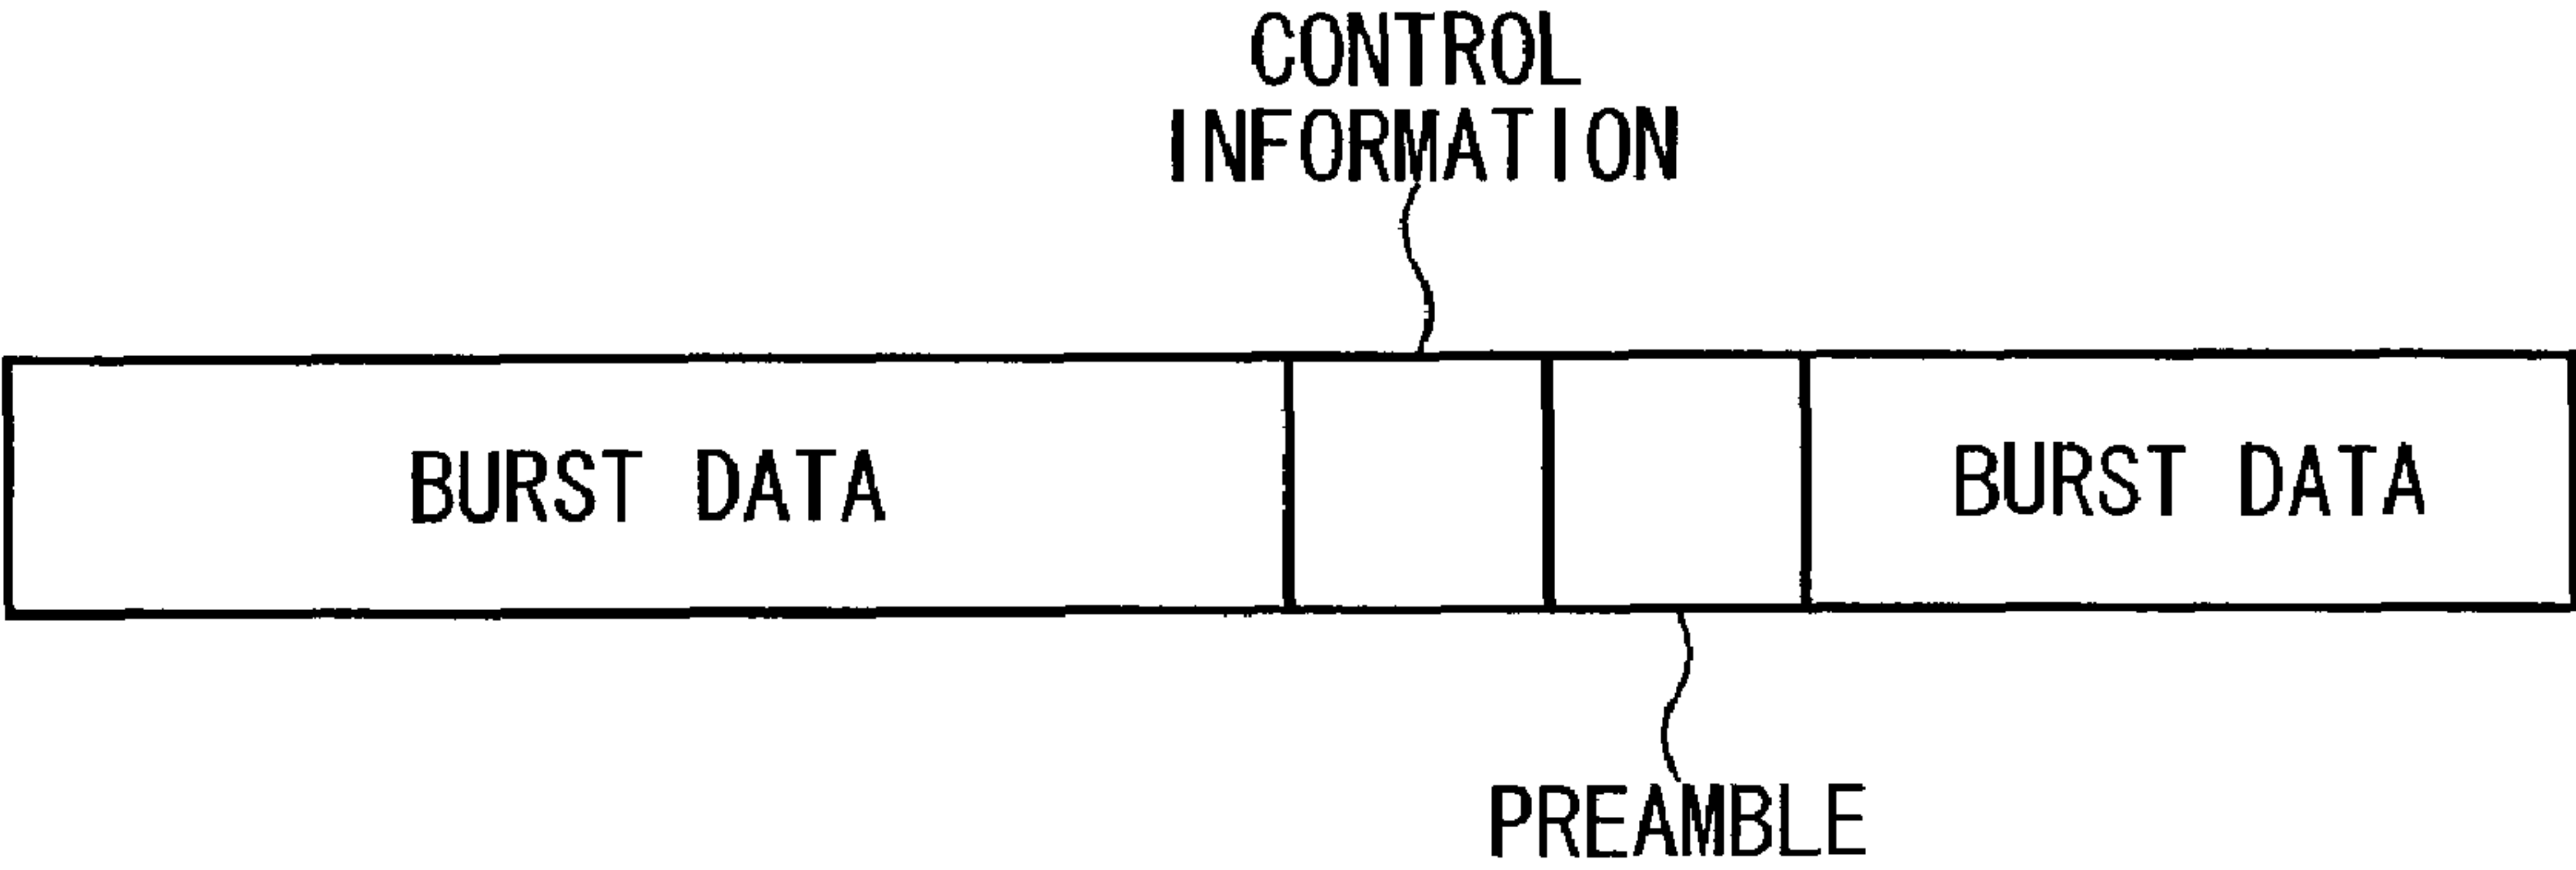 CONTROL
INFORMATION
BURST DATA
BURST DATA
PREAMBLE